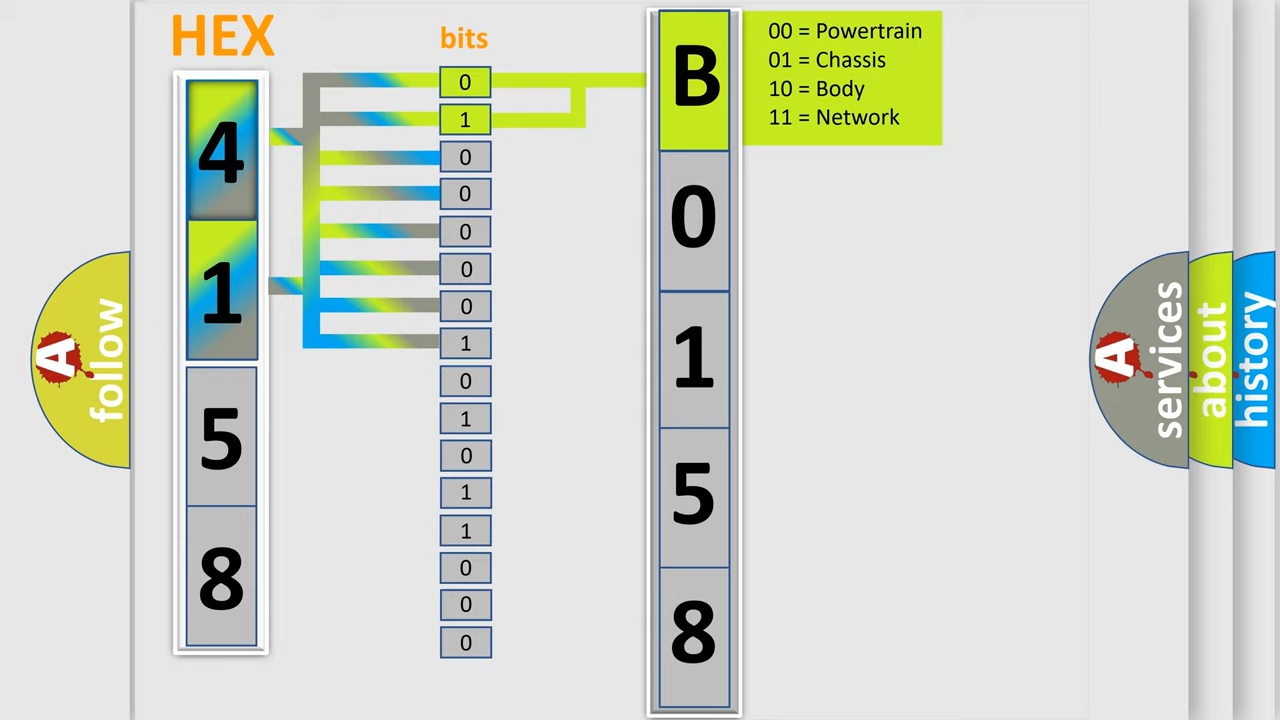 HEX
bits
4
1
5
8
0
1
0
0
0
0
0
1
0
1
0
1
1
0
0
0
B
0
1
5
8
00 = Powertrain
01 = Chassis
10 = Body
11 = Network
A
follow
A
services
about
history